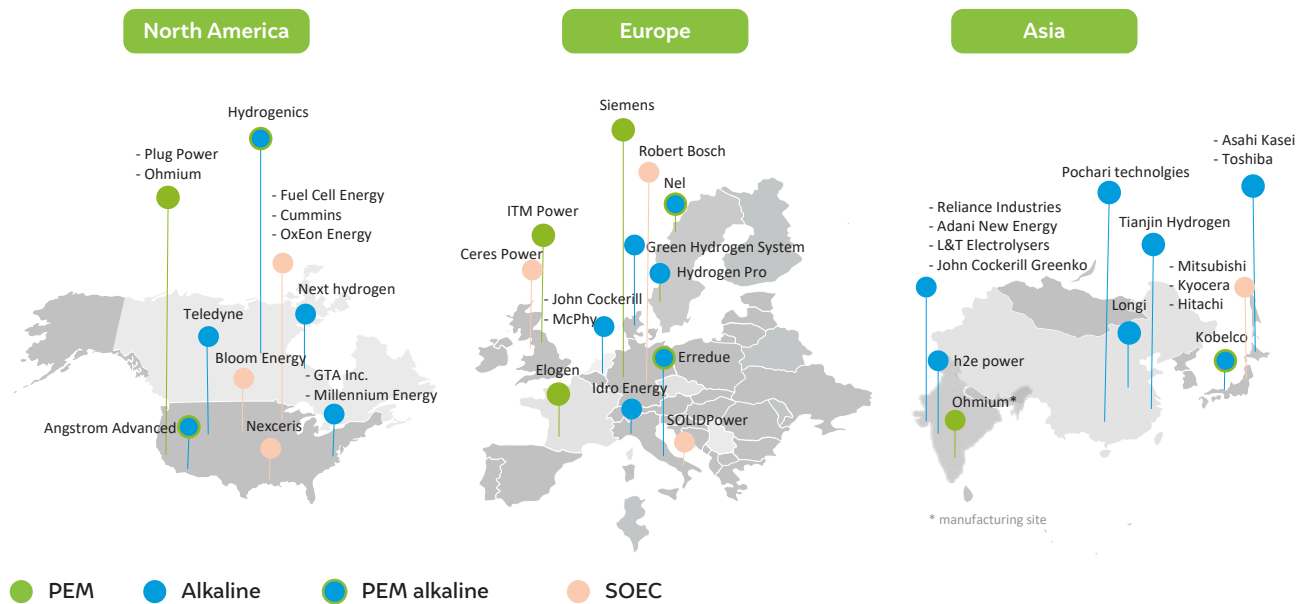 North America
Europe
Asia
Hydrogenics
- Plug Power
- Ohmium
- Fuel Cell Energy
- Cummins
- OxEon Energy
Next hydrogen
Teledyne
Bloom Energy
- GTA Inc.
- Millennium Energy
Angstrom Advanced
Nexceris
Siemens
Robert Bosch
Nel
ITM Power
Ceres Power
Green Hydrogen System
Hydrogen Pro
- John Cockerill
- McPhy
Erredue
Elogen
Idro Energy
SOLIDPower
- Asahi Kasei
- Toshiba
Pochari technolgies
- Reliance Industries
- Adani New Energy
- L&T Electrolysers
- John Cockerill Greenko
Tianjin Hydrogen
- Mitsubishi
- Kyocera
- Hitachi
Longi
Kobelco
h2e power
Ohmium*
* manufacturing site
PEM
Alkaline
PEM alkaline
SOEC